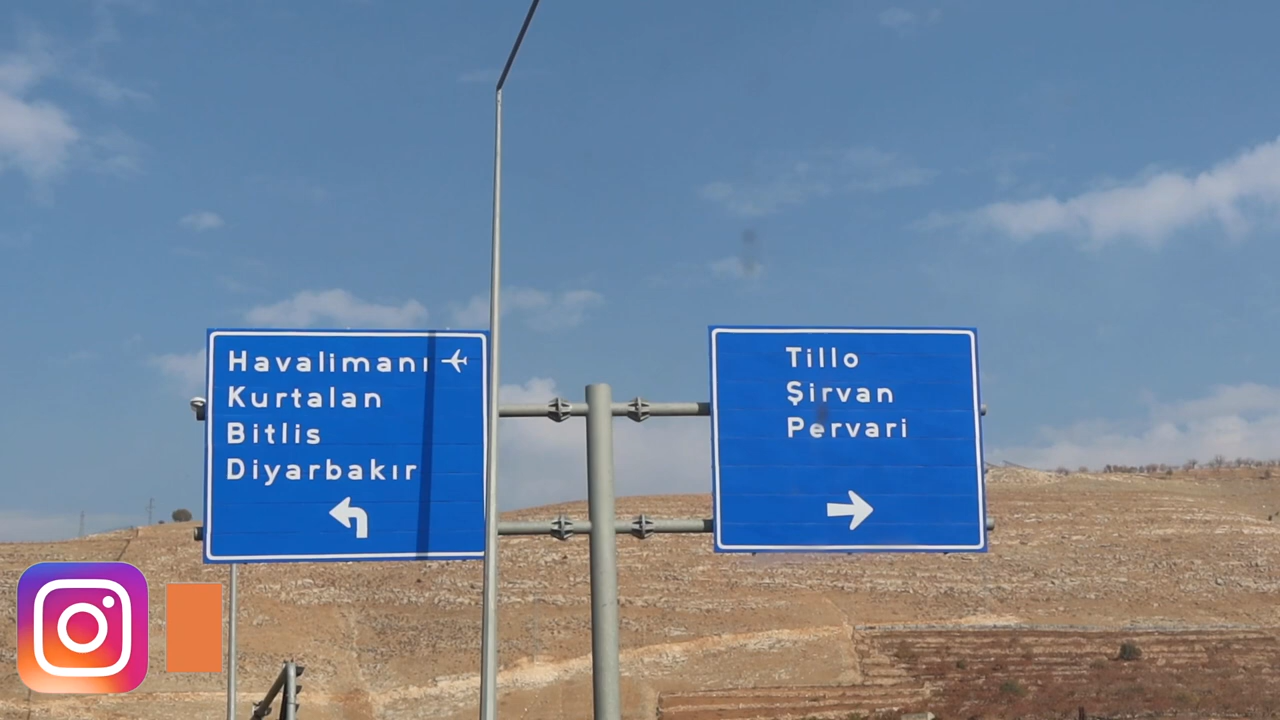 Havalimanı
Kurtalan
Bitlis
Diyarbakır
Tillo
Şirvan
Pervari